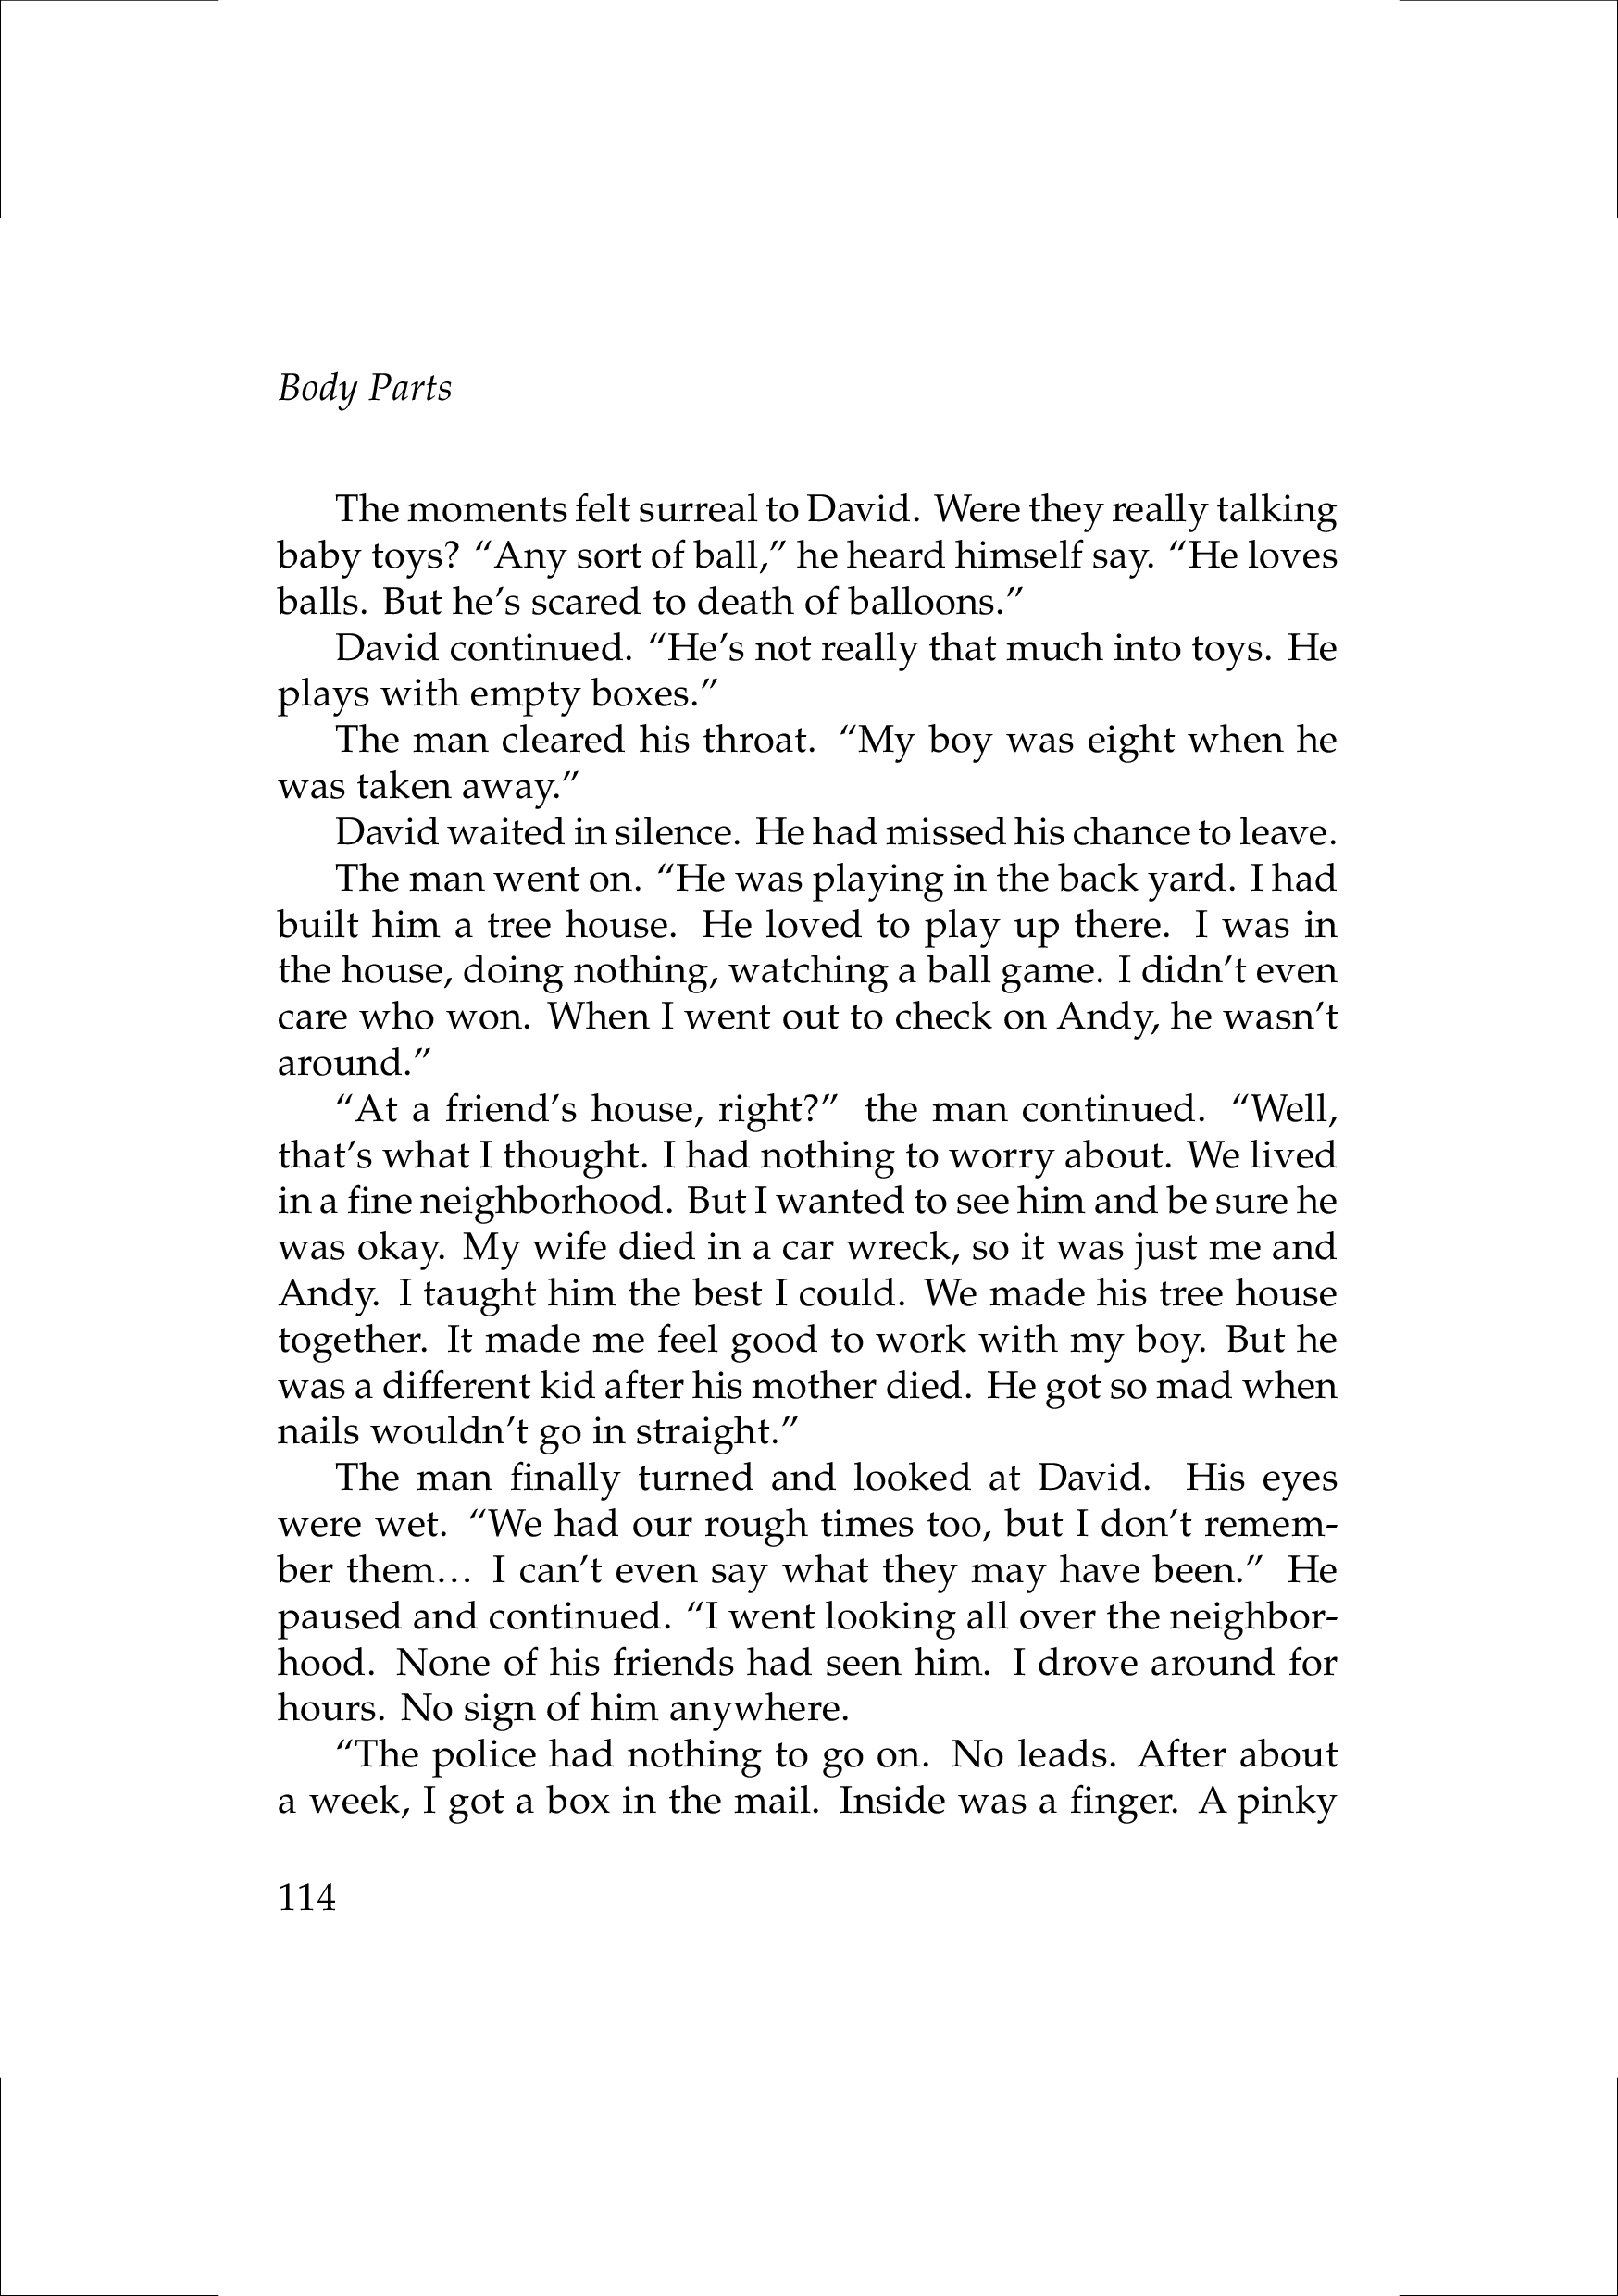 Body Parts
The moments felt surreal to David. Were they really talking
baby toys? “Any sort of ball,” he heard himself say. “He loves
balls. But he’s scared to death of balloons.”
David continued. “He’s not really that much into toys. He
plays with empty boxes.”
The man cleared his throat. “My boy was eight when he
was taken away.”
David waited in silence. He had missed his chance to leave.
The man went on. “He was playing in the back yard. I had
built him a tree house. He loved to play up there. I was in
the house, doing nothing, watching a ball game. I didn’t even
care who won. When I went out to check on Andy, he wasn’t
around.”
“At a friend’s house, right?” the man continued. “Well,
that’s what I thought. I had nothing to worry about. We lived
in a fine neighborhood. But I wanted to see him and be sure he
was okay. My wife died in a car wreck, so it was just me and
Andy. I taught him the best I could. We made his tree house
together. It made me feel good to work with my boy. But he
was a different kid after his mother died. He got so mad when
nails wouldn’t go in straight.”
The man finally turned and looked at David. His eyes
were wet. “We had our rough times too, but I don’t remem-
ber them… I can’t even say what they may have been.” He
paused and continued. “I went looking all over the neighbor-
hood. None of his friends had seen him. I drove around for
hours. No sign of him anywhere.
“The police had nothing to go on. No leads. After about
a week, I got a box in the mail. Inside was a finger. A pinky
114